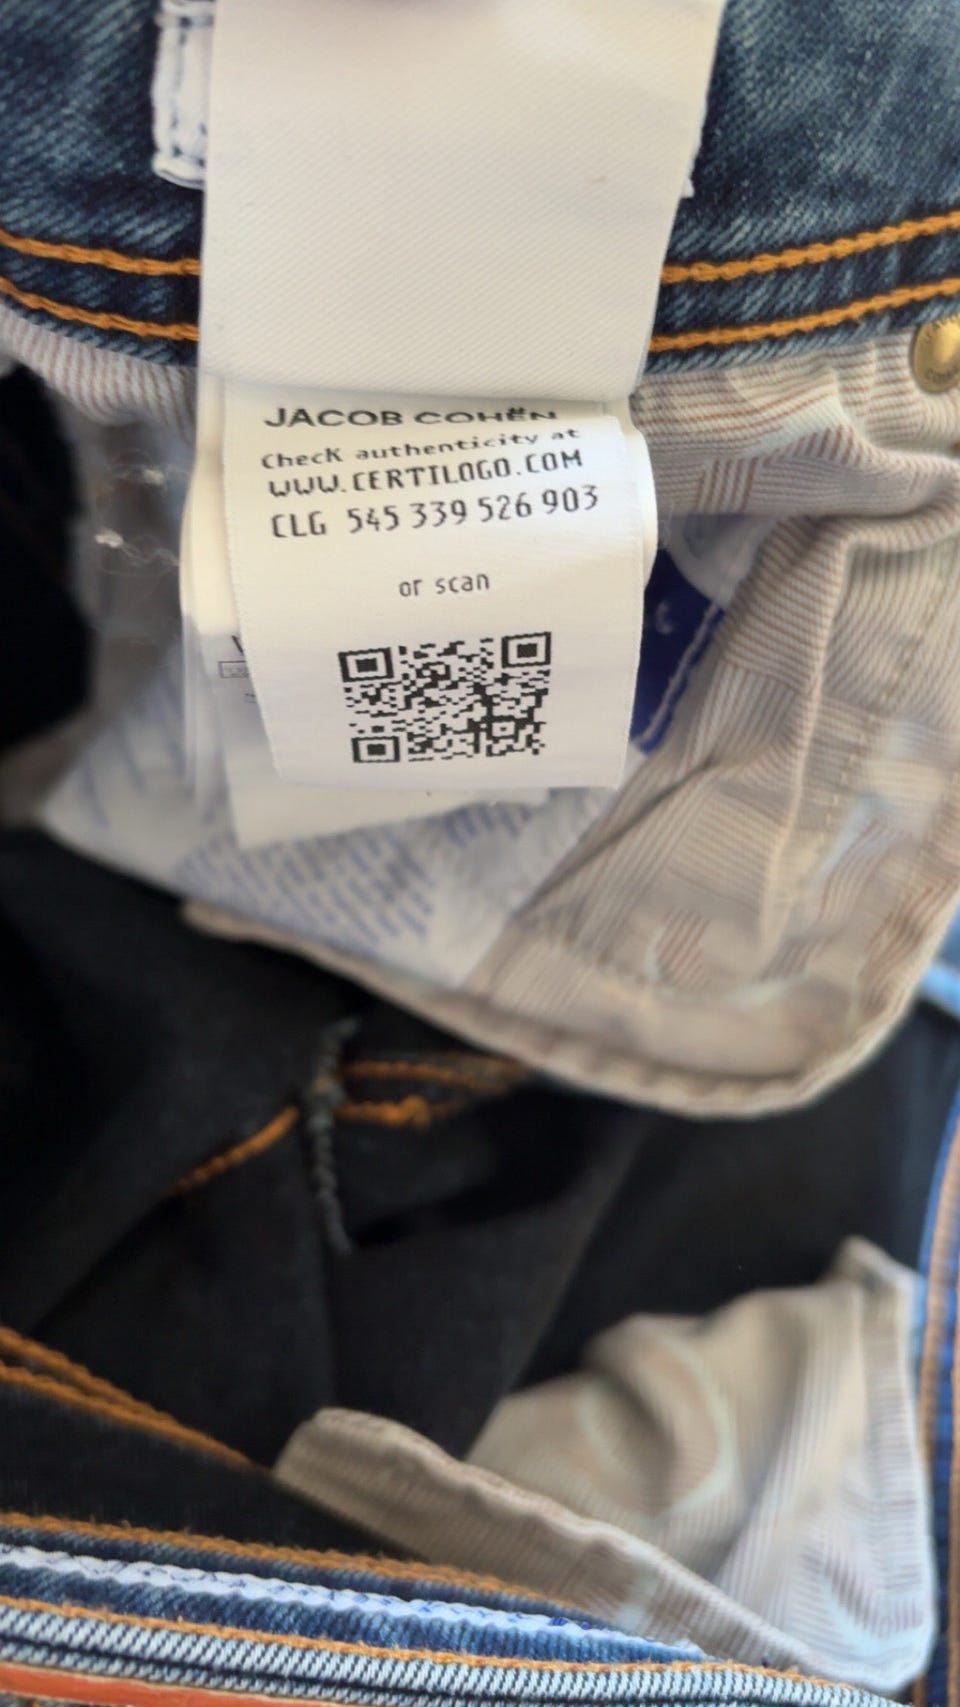 JACOB COHËN
Check authenticity at
WWW.CERTILOGO.COM
CLG 545 339 526 903
or scan